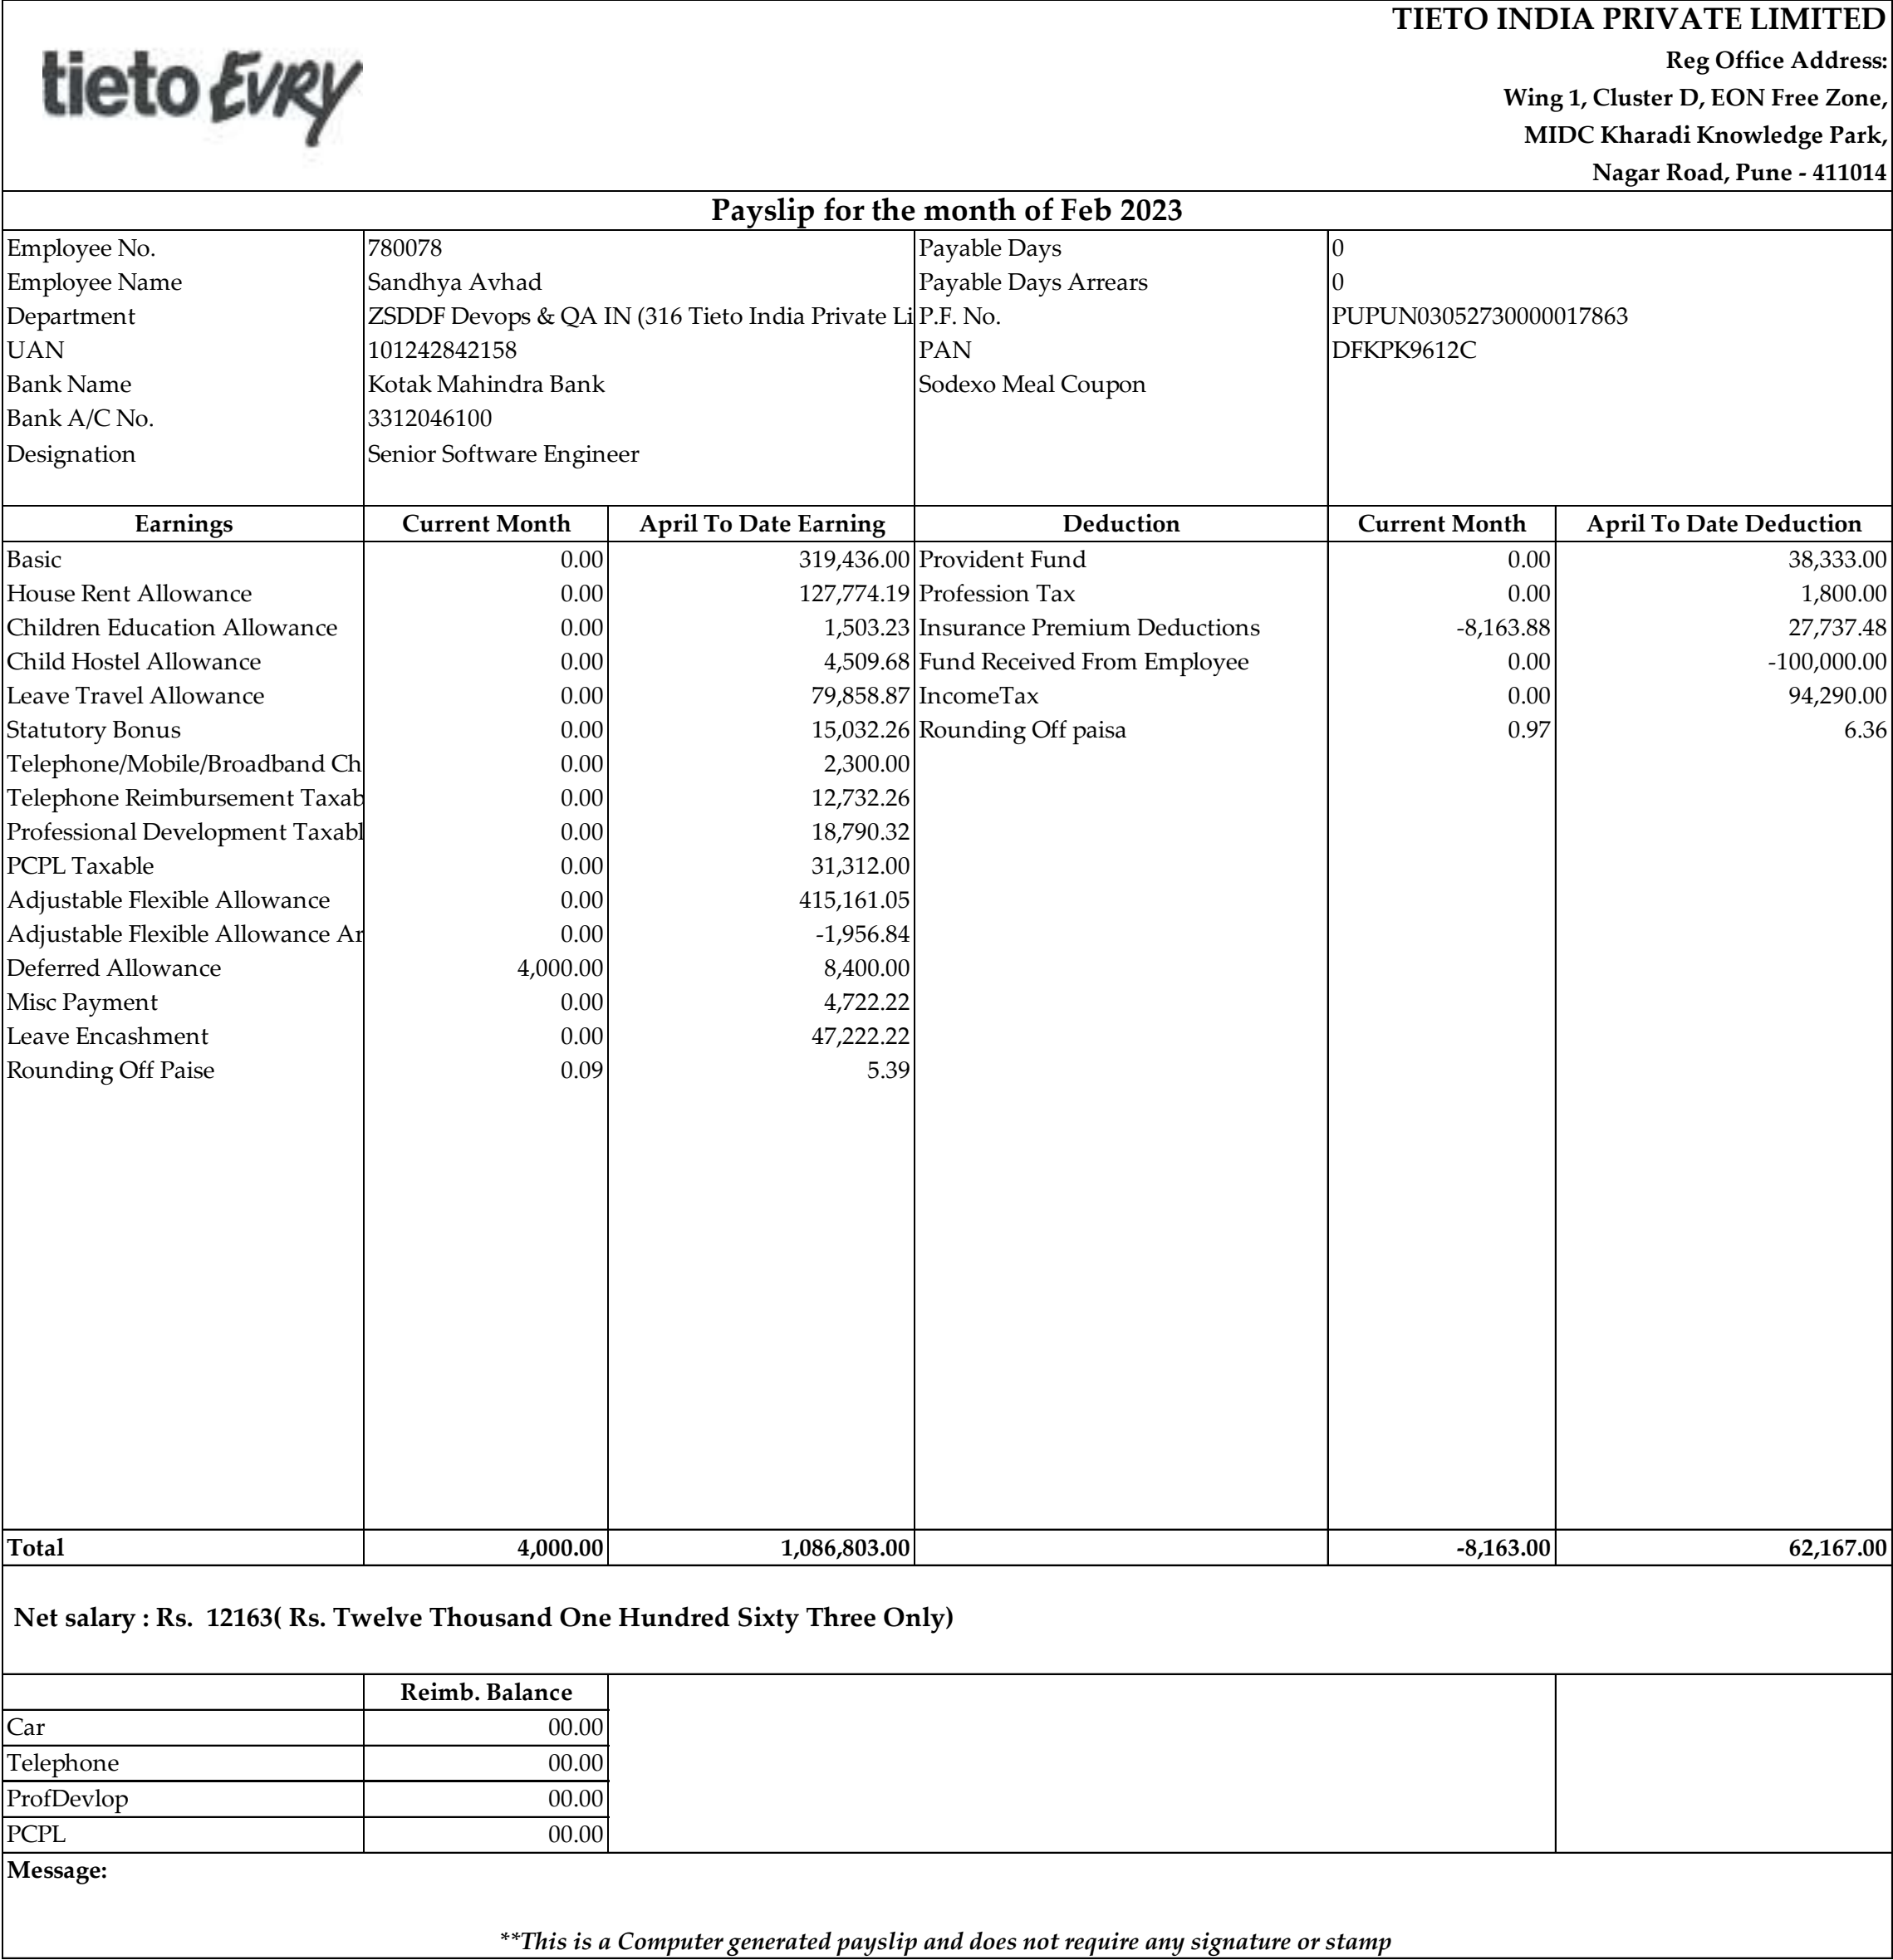 tieto Evry
TIETO INDIA PRIVATE LIMITED
Reg Office Address:
Wing 1, Cluster D, EON Free Zone,
MIDC Kharadi Knowledge Park,
Nagar Road, Pune - 411014
Payslip for the month of Feb 2023
Employee No. 780078 Payable Days 0
Employee Name Sandhya Avhad Payable Days Arrears 0
Department ZSDDF Devops & QA IN (316 Tieto India Private Li P.F. No. PUPUN03052730000017863
UAN 101242842158 PAN DFKPK9612C
Bank Name Kotak Mahindra Bank Sodexo Meal Coupon
Bank A/C No. 3312046100
Designation Senior Software Engineer
Earnings Current Month April To Date Earning Deduction Current Month April To Date Deduction
Basic 0.00 319,436.00 Provident Fund 0.00 38,333.00
House Rent Allowance 0.00 127,774.19 Profession Tax 0.00 1,800.00
Children Education Allowance 0.00 1,503.23 Insurance Premium Deductions -8,163.88 27,737.48
Child Hostel Allowance 0.00 4,509.68 Fund Received From Employee 0.00 -100,000.00
Leave Travel Allowance 0.00 79,858.87 IncomeTax 0.00 94,290.00
Statutory Bonus 0.00 15,032.26 Rounding Off paisa 0.97 6.36
Telephone/Mobile/Broadband Ch 0.00 2,300.00
Telephone Reimbursement Taxab 0.00 12,732.26
Professional Development Taxabl 0.00 18,790.32
PCPL Taxable 0.00 31,312.00
Adjustable Flexible Allowance 0.00 415,161.05
Adjustable Flexible Allowance Ar 0.00 -1,956.84
Deferred Allowance 4,000.00 8,400.00
Misc Payment 0.00 4,722.22
Leave Encashment 0.00 47,222.22
Rounding Off Paise 0.09 5.39
Total 4,000.00 1,086,803.00 -8,163.00 62,167.00
Net salary : Rs. 12163( Rs. Twelve Thousand One Hundred Sixty Three Only)
Reimb. Balance
Car 00.00
Telephone 00.00
ProfDevlop 00.00
PCPL 00.00
Message:
**This is a Computer generated payslip and does not require any signature or stamp